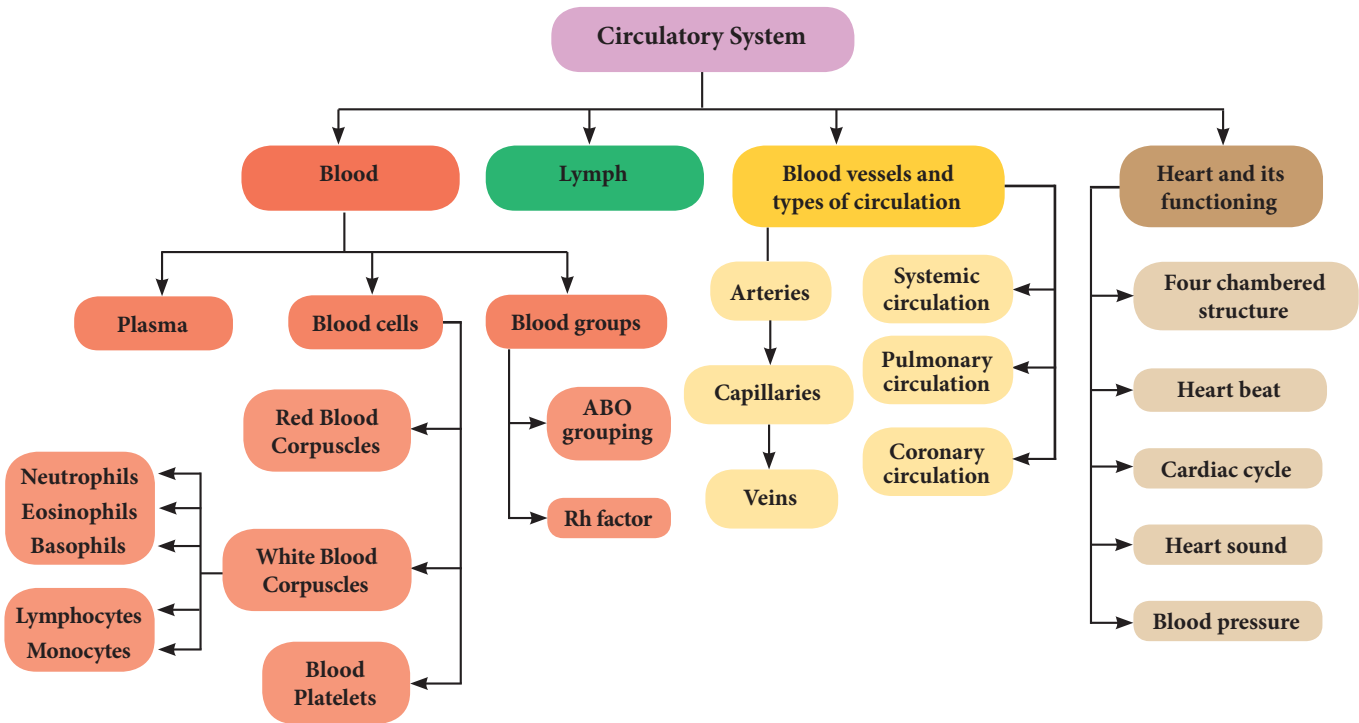 Circulatory System
Blood
Lymph
Blood vessels and
types of circulation
Heart and its
functioning
Plasma
Blood cells
Blood groups
Red Blood
Corpuscles
White Blood
Corpuscles
Blood
Platelets
Neutrophils
Eosinophils
Basophils
Lymphocytes
Monocytes
ABO
grouping
Rh factor
Arteries
Capillaries
Veins
Systemic
circulation
Pulmonary
circulation
Coronary
circulation
Four chambered
structure
Heart beat
Cardiac cycle
Heart sound
Blood pressure